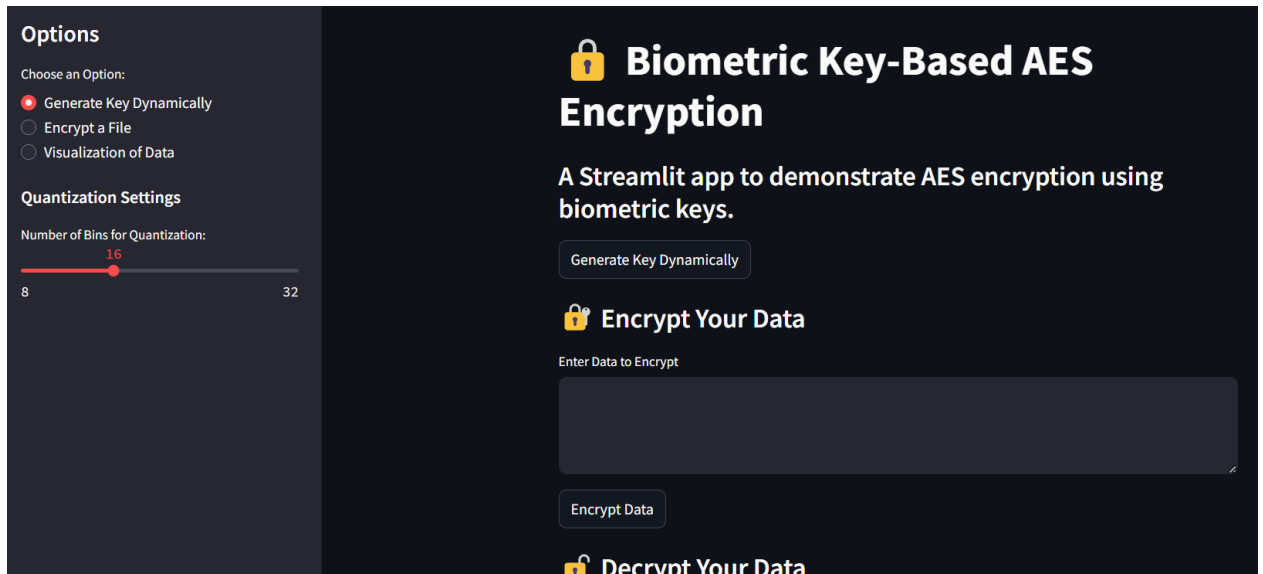 Options
Choose an Option:
Generate Key Dynamically
Encrypt a File
Visualization of Data
Quantization Settings
Number of Bins for Quantization:
16
8
32
Biometric Key-Based AES
Encryption
A Streamlit app to demonstrate AES encryption using
biometric keys.
Generate Key Dynamically
Encrypt Your Data
Enter Data to Encrypt
Encrypt Data
Decrypt Your Data